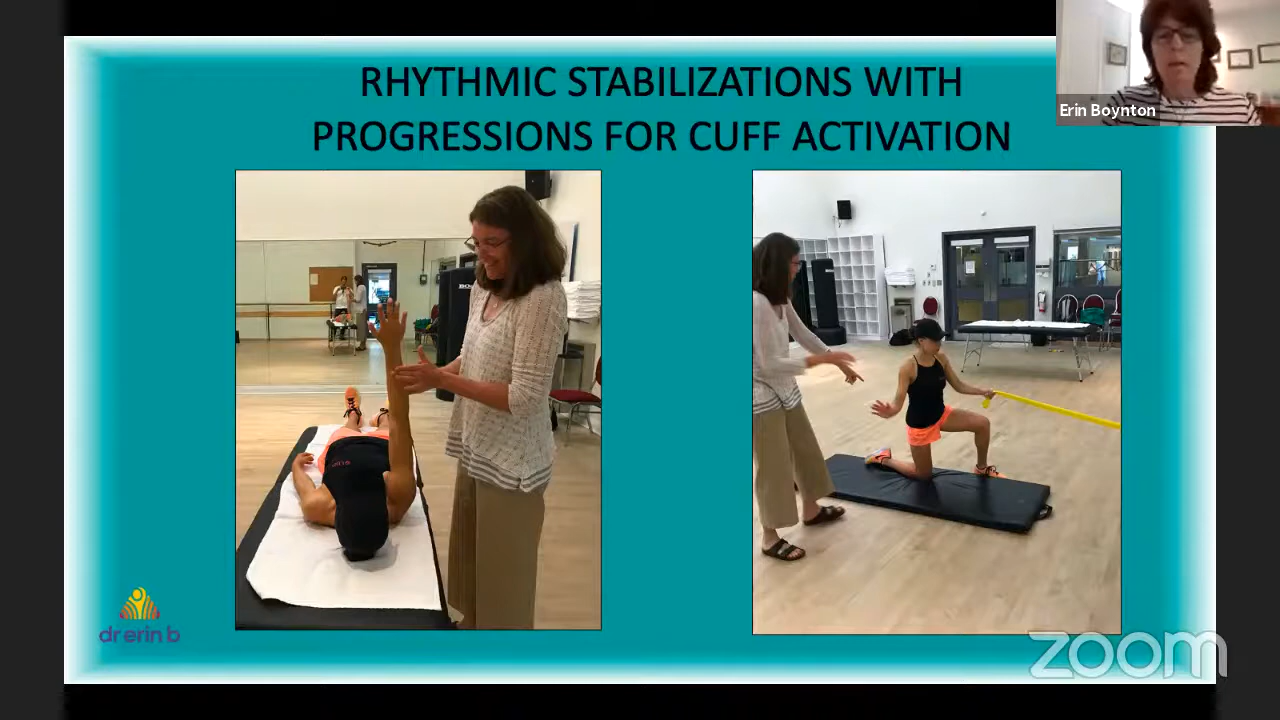 RHYTHMIC STABILIZATIONS WITH
PROGRESSIONS FOR CUFF ACTIVATION
Erin Boynton
dr erin b
zoom